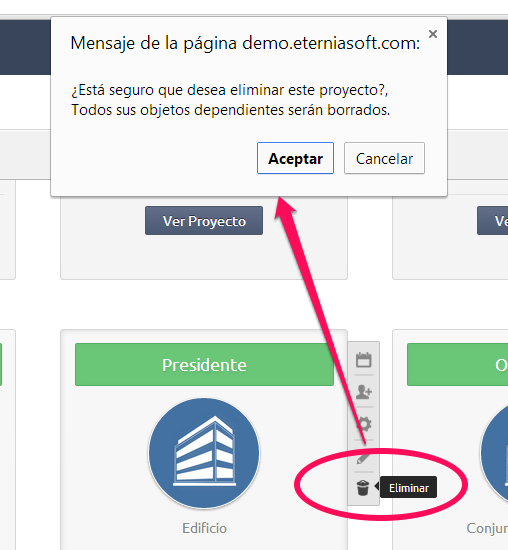 Mensaje de la página demo.eterniasoft.com:
¿Está seguro que desea eliminar este proyecto?,
Todos sus objetos dependientes serán borrados.
Aceptar
Cancelar
Ver Proyecto
Ve
Presidente
O
Eliminar
Edificio
Conjun